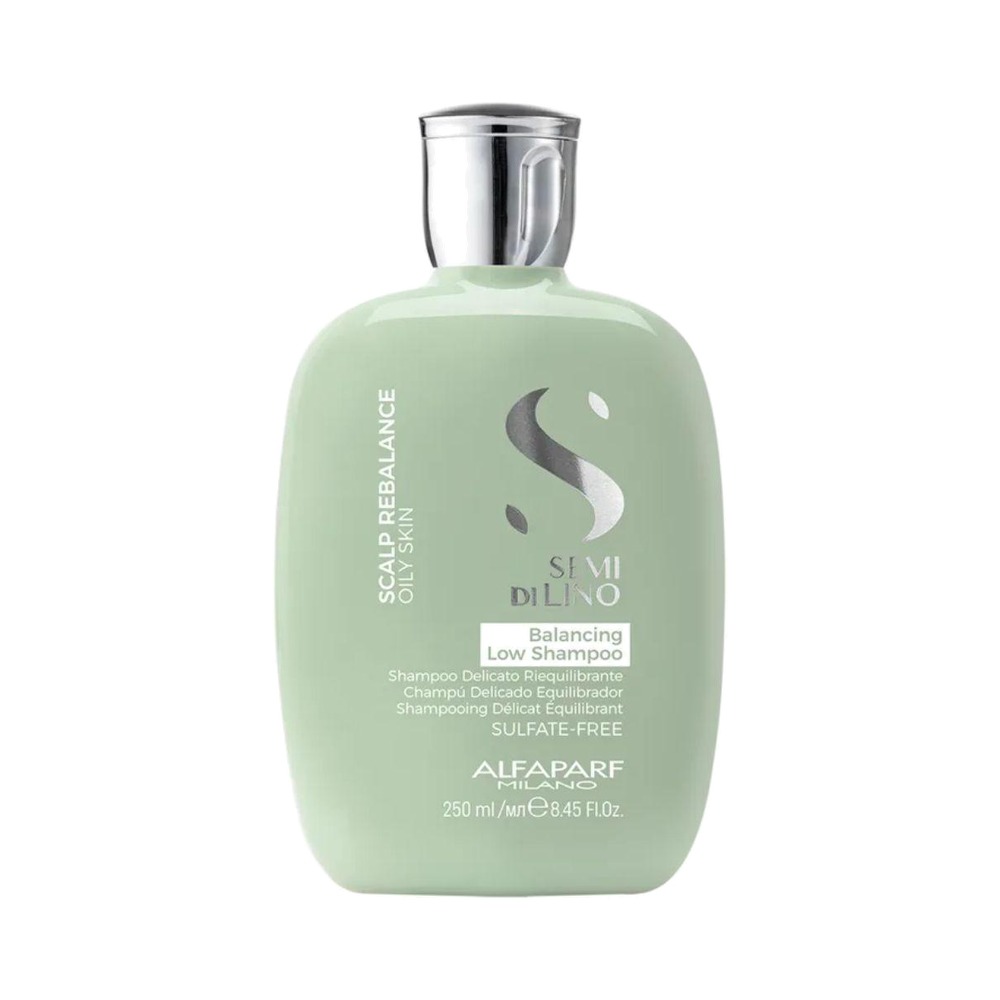 SCALP REBALANCE
OILY SKIN
SEMI
DI LINO
Balancing
Low Shampoo
Shampoo Delicato Riequilibrante
Champú Delicado Equilibrador
Shampooing Délicat Équilibrant
SULFATE-FREE
ALFAPARF
MILANO
250 ml /мл℮8.45 Fl.Oz.